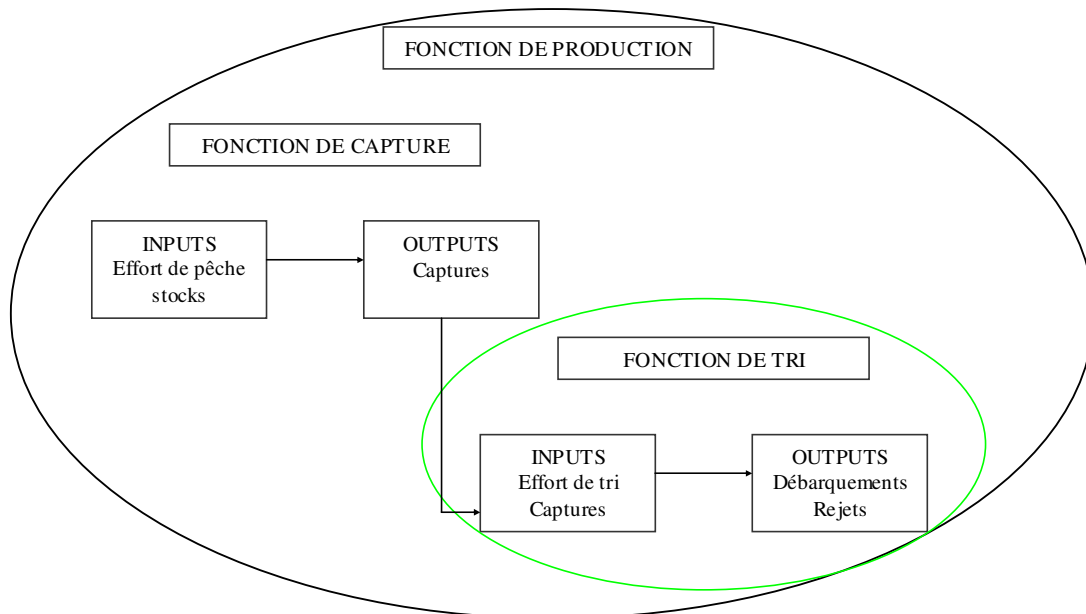 FONCTION DE PRODUCTION
FONCTION DE CAPTURE
INPUTS
Effort de pêche
stocks
OUTPUTS
Captures
FONCTION DE TRI
INPUTS
Effort de tri
Captures
OUTPUTS
Débarquements
Rejets